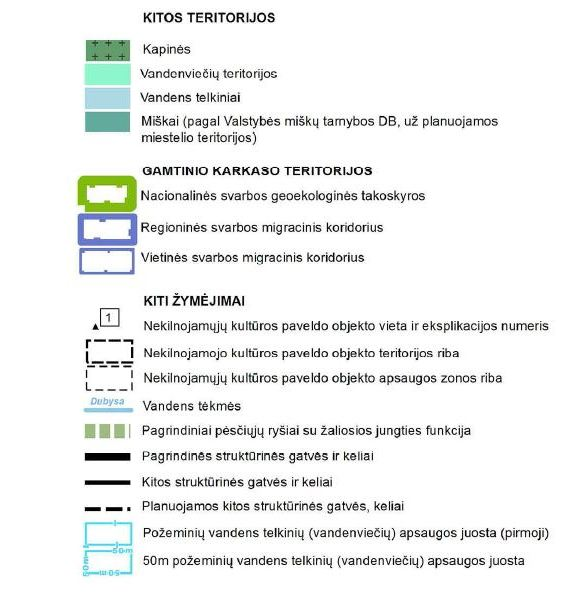 KITOS TERITORIJOS
Kapinės
Vandenviečių teritorijos
Vandens telkiniai
Miškai (pagal Valstybės miškų tarnybos DB, už planuojamos
miestelio teritorijos)
GAMTINIO KARKASO TERITORIJOS
Nacionalinės svarbos geoekologinės takoskyros
Regioninės svarbos migracinis koridorius
Vietinės svarbos migracinis koridorius
KITI ŽYMĖJIMAI
1
Nekilnojamųjų kultūros paveldo objekto vieta ir eksplikacijos numeris
Nekilnojamojo kultūros paveldo objekto teritorijos riba
Nekilnojamųjų kultūros paveldo objekto apsaugos zonos riba
Dubysa
Vandens tėkmės
Pagrindiniai pėsčiųjų ryšiai su žaliosios jungties funkcija
Pagrindinės struktūrinės gatvės ir keliai
Kitos struktūrinės gatvės ir keliai
Planuojamos kitos struktūrinės gatvės, keliai
Požeminių vandens telkinių (vandenviečių) apsaugos juosta (pirmoji)
50m
50m požeminių vandens telkinių (vandenviečių) apsaugos juosta
50m
50m